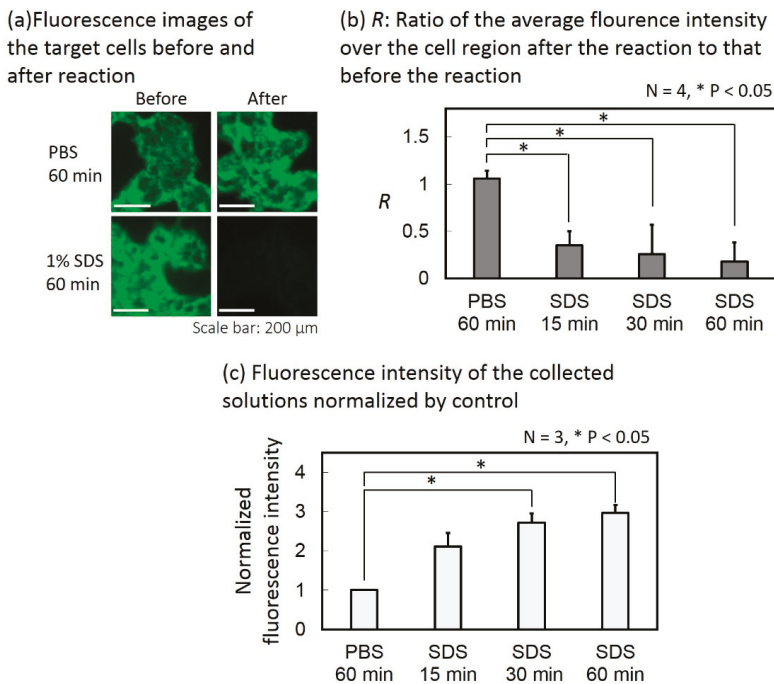 (a)Fluorescence images of
the target cells before and
after reaction
Before After
PBS
60 min
1% SDS
60 min
Scale bar: 200 μm
(b) R: Ratio of the average flourence intensity
over the cell region after the reaction to that
before the reaction
N = 4, * P < 0.05
*
*
*
1.5
1
0.5
0
R
PBS SDS SDS SDS
60 min 15 min 30 min 60 min
(c) Fluorescence intensity of the collected
solutions normalized by control
N = 3, * P < 0.05
*
*
4
3
2
1
0
Normalized
fluorescence intensity
PBS SDS SDS SDS
60 min 15 min 30 min 60 min